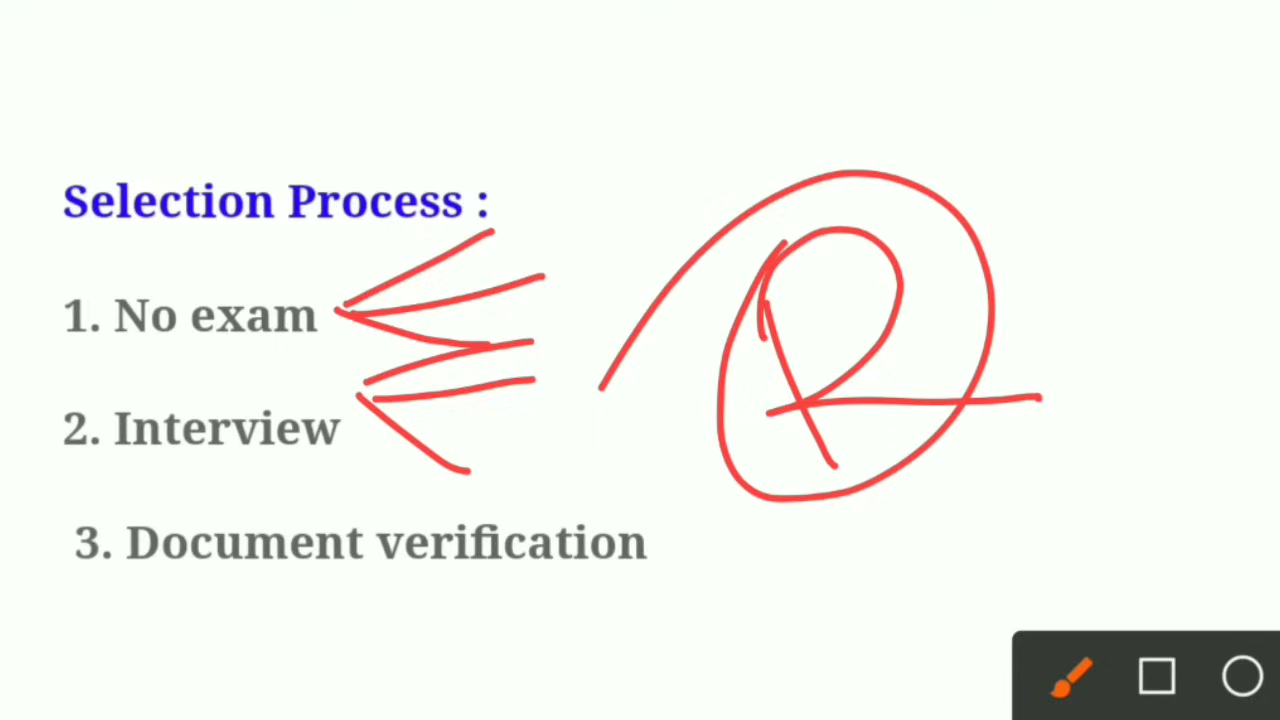 Selection Process :
1. No exam
2. Interview
3. Document verification
R